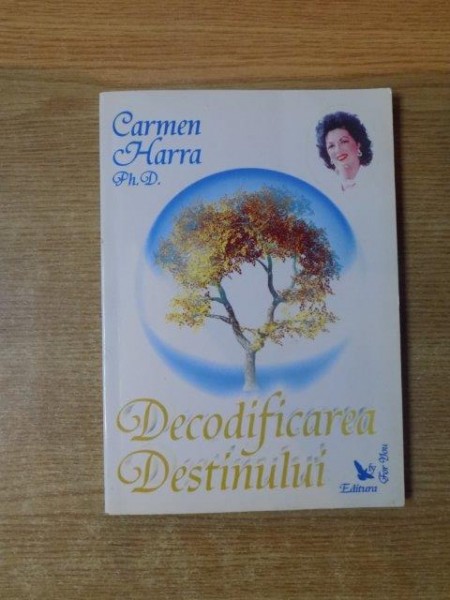 Carmen
Harra
Ph.D.
Decodificarea
Destinului
Editura
For You